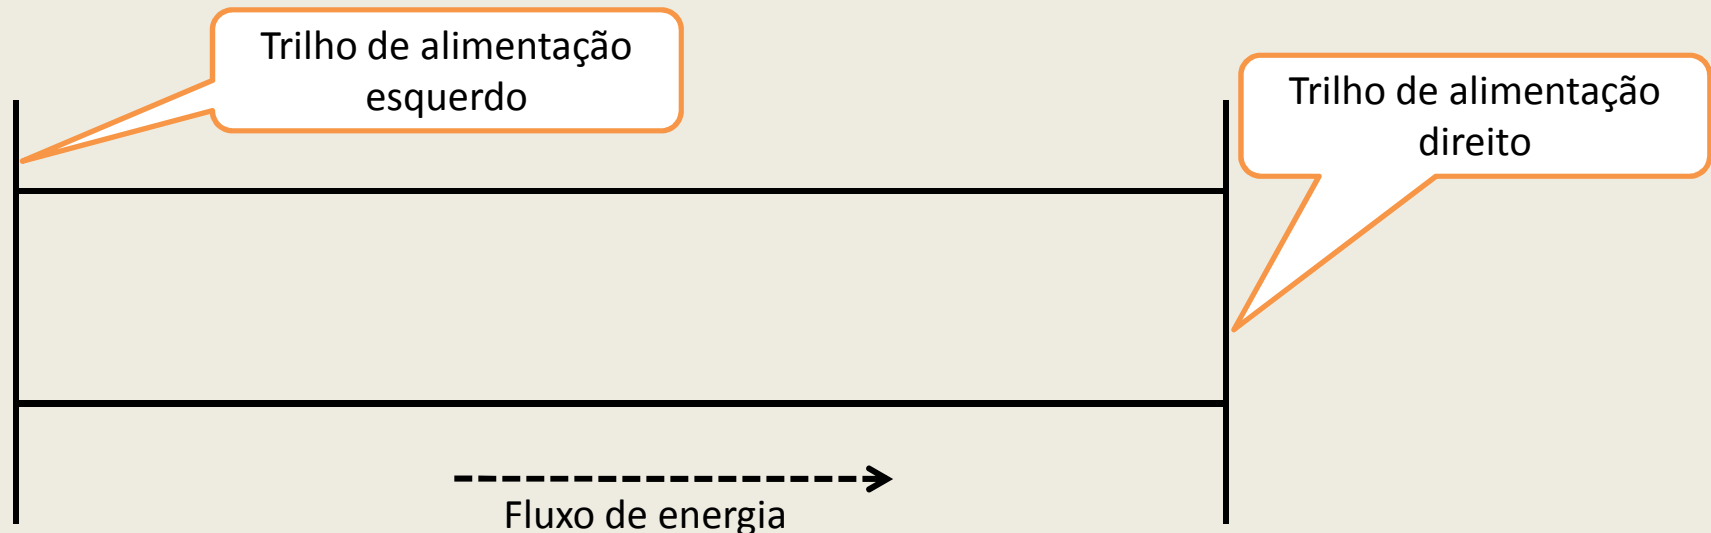 Trilho de alimentação
esquerdo
Trilho de alimentação
direito
Fluxo de energia